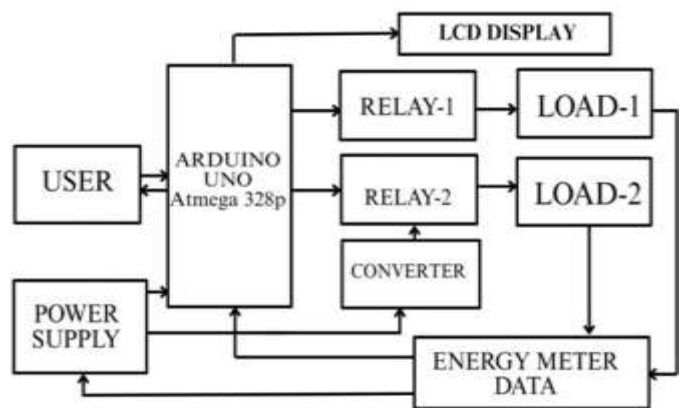 LCD DISPLAY
RELAY-1
LOAD-1
ARDUINO
UNO
Atmega 328p
USER
RELAY-2
LOAD-2
CONVERTER
POWER
SUPPLY
ENERGY METER
DATA